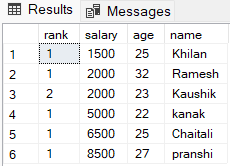 Results Messages
rank salary age name
1 1 1500 25 Khilan
2 1 2000 32 Ramesh
3 2 2000 23 Kaushik
4 1 5000 22 kanak
5 1 6500 25 Chaitali
6 1 8500 27 pranshi